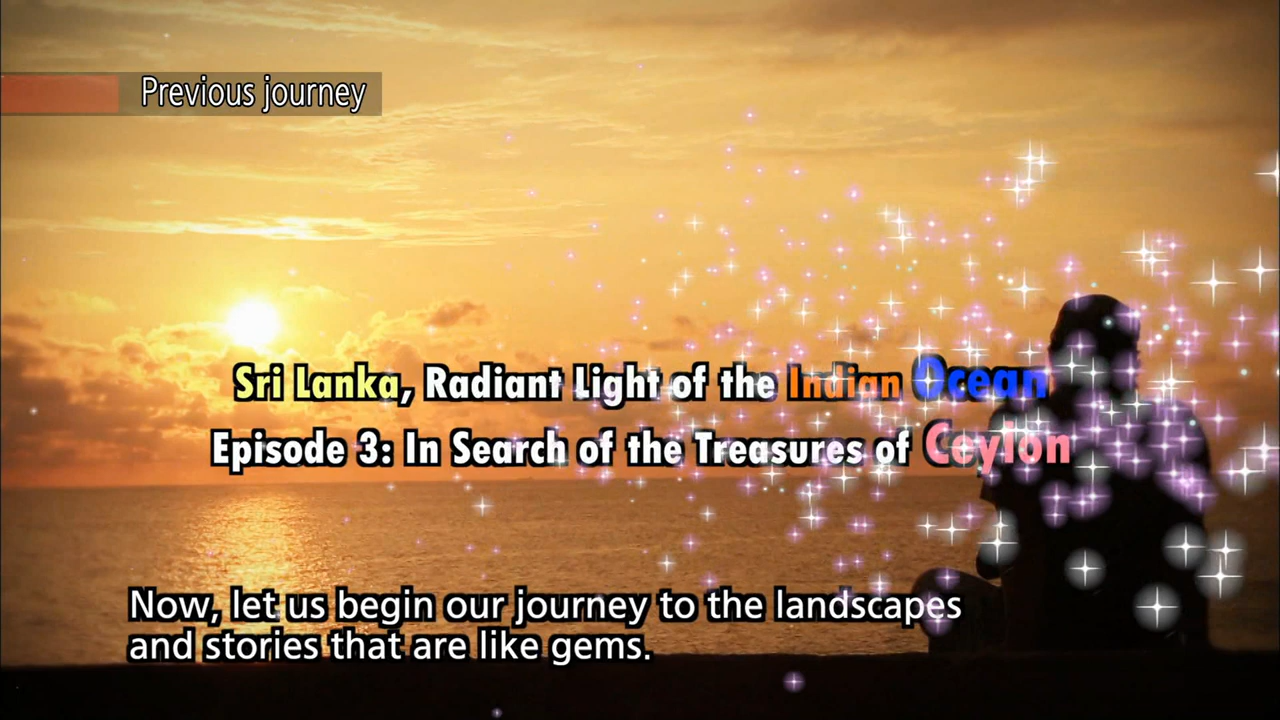 Previous journey
Sri Lanka, Radiant Light of the Indian Ocean
Episode 3: In Search of the Treasures of Ceylon
Now, let us begin our journey to the landscapes
and stories that are like gems.